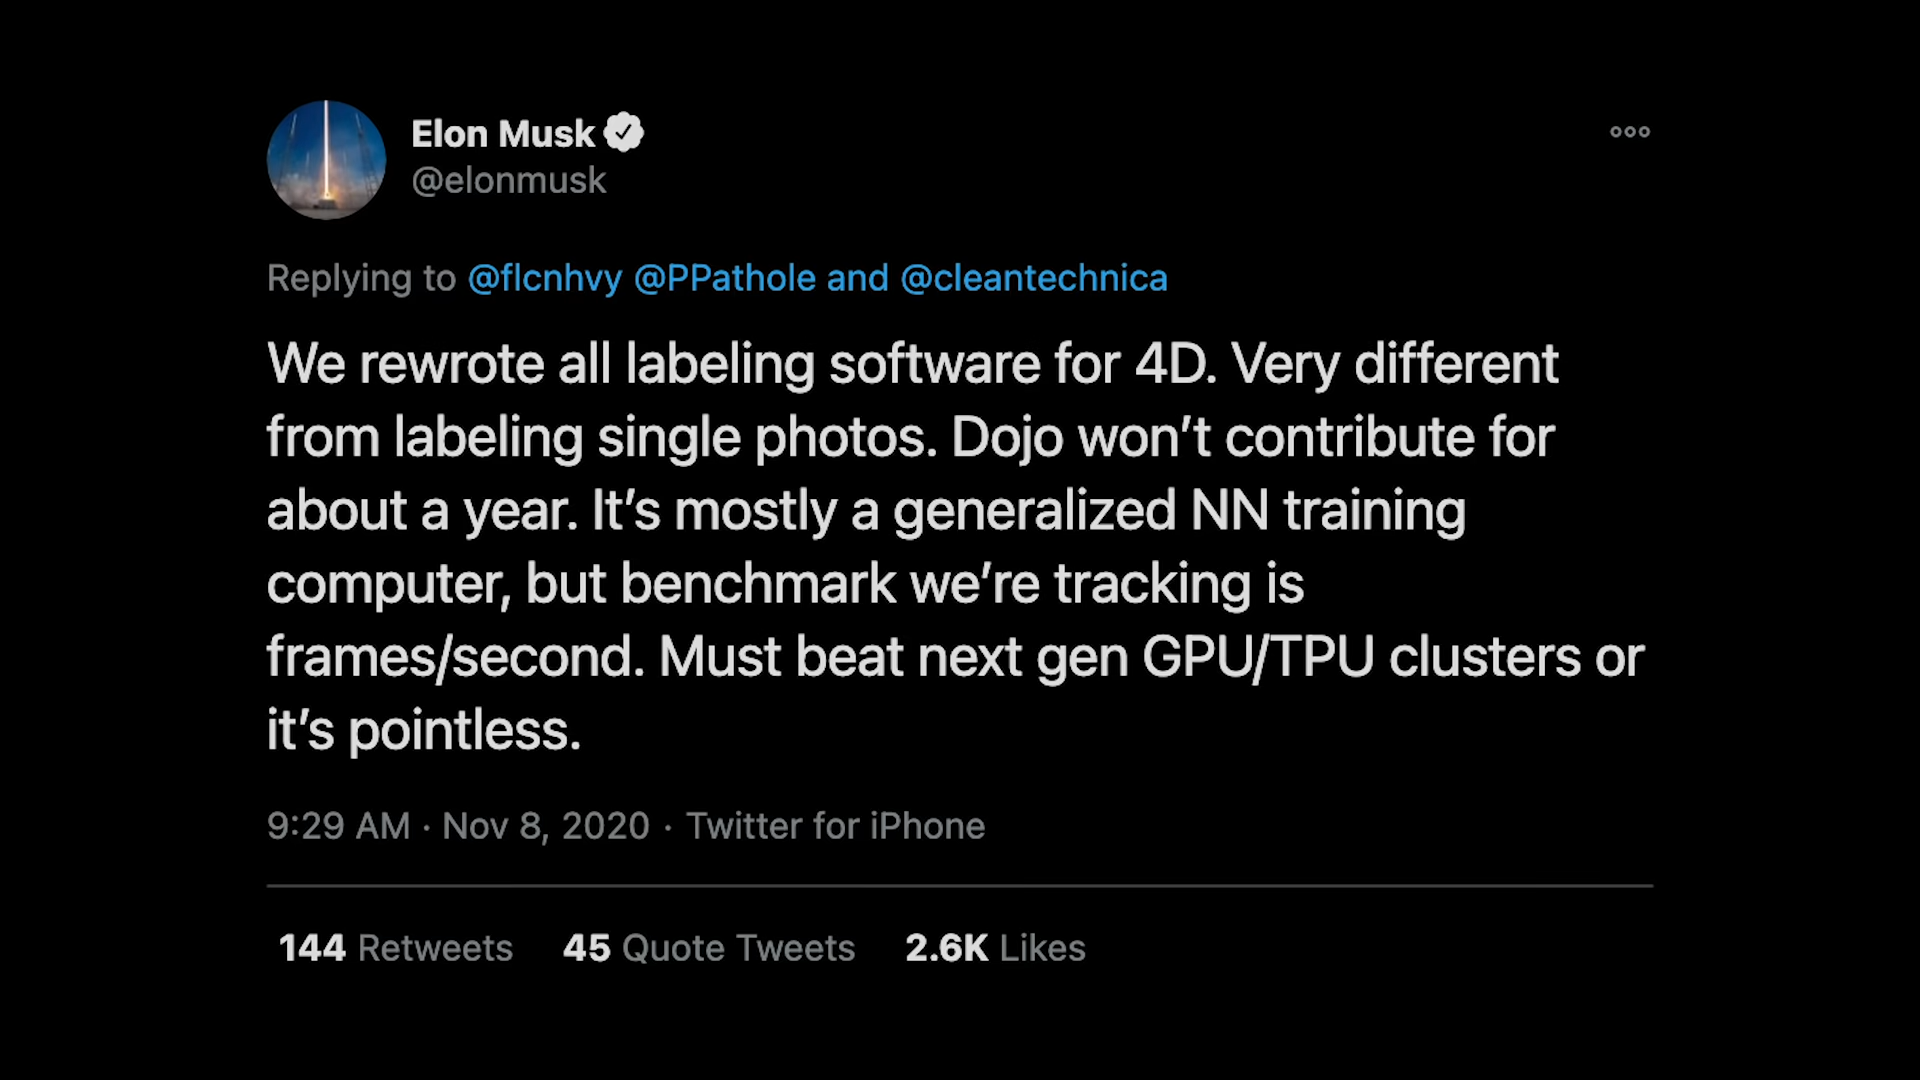 Elon Musk
@elonmusk
Replying to @flcnhvy @PPathole and @cleantechnica
We rewrote all labeling software for 4D. Very different
from labeling single photos. Dojo won’t contribute for
about a year. It’s mostly a generalized NN training
computer, but benchmark we’re tracking is
frames/second. Must beat next gen GPU/TPU clusters or
it’s pointless.
9:29 AM · Nov 8, 2020 · Twitter for iPhone
144 Retweets 45 Quote Tweets 2.6K Likes